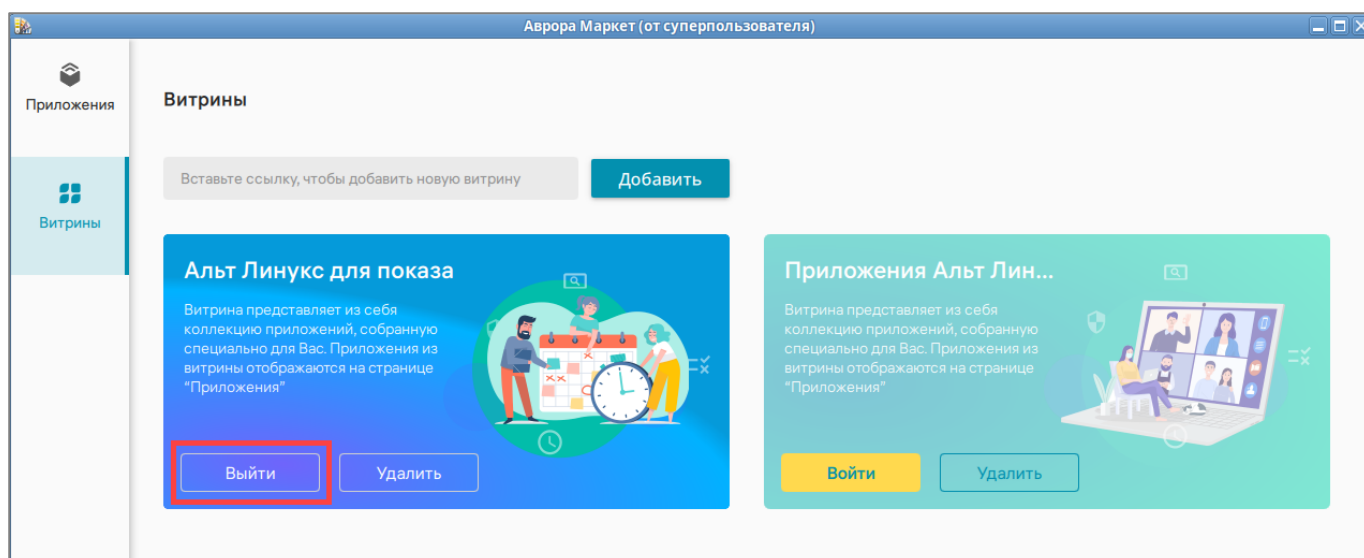 Аврора Маркет (от суперпользователя)
Приложения
Витрины
Витрины
Вставьте ссылку, чтобы добавить новую витрину
Добавить
Альт Линукс для показа
Витрина представляет из себя
коллекцию приложений, собранную
специально для Вас. Приложения из
витрины отображаются на странице
“Приложения”
Выйти
Удалить
Приложения Альт Лин...
Витрина представляет из себя
коллекцию приложений, собранную
специально для Вас. Приложения из
витрины отображаются на странице
“Приложения”
Войти
Удалить